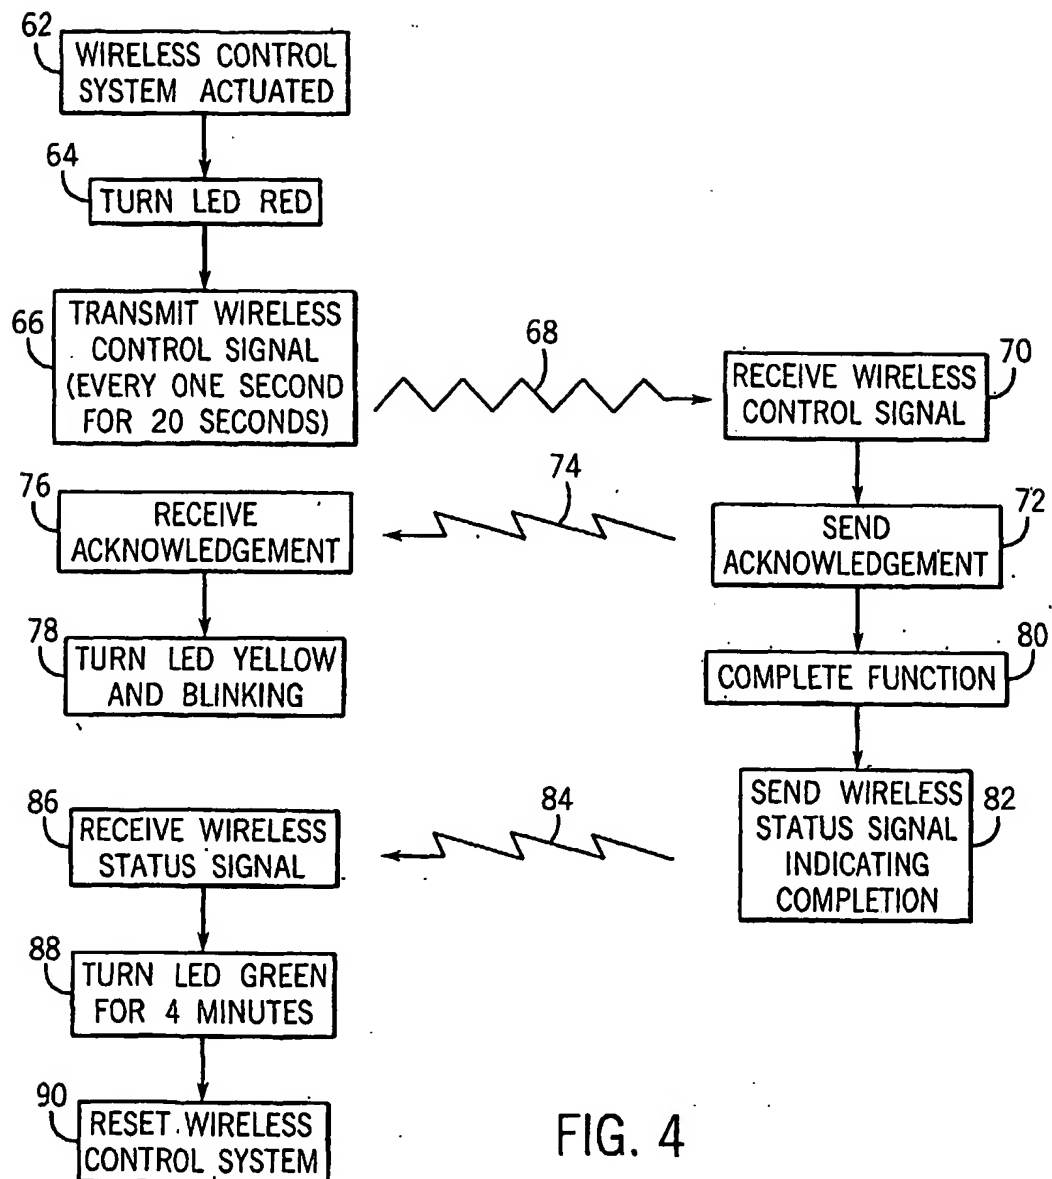 62
WIRELESS CONTROL
SYSTEM ACTUATED
64
TURN LED RED
66
TRANSMIT WIRELESS
CONTROL SIGNAL
(EVERY ONE SECOND
FOR 20 SECONDS)
68
70
RECEIVE WIRELESS
CONTROL SIGNAL
76
RECEIVE
ACKNOWLEDGEMENT
74
72
SEND
ACKNOWLEDGEMENT
78
TURN LED YELLOW
AND BLINKING
80
COMPLETE FUNCTION
86
RECEIVE WIRELESS
STATUS SIGNAL
84
82
SEND WIRELESS
STATUS SIGNAL
INDICATING
COMPLETION
88
TURN LED GREEN
FOR 4 MINUTES
90
RESET WIRELESS
CONTROL SYSTEM
FIG. 4